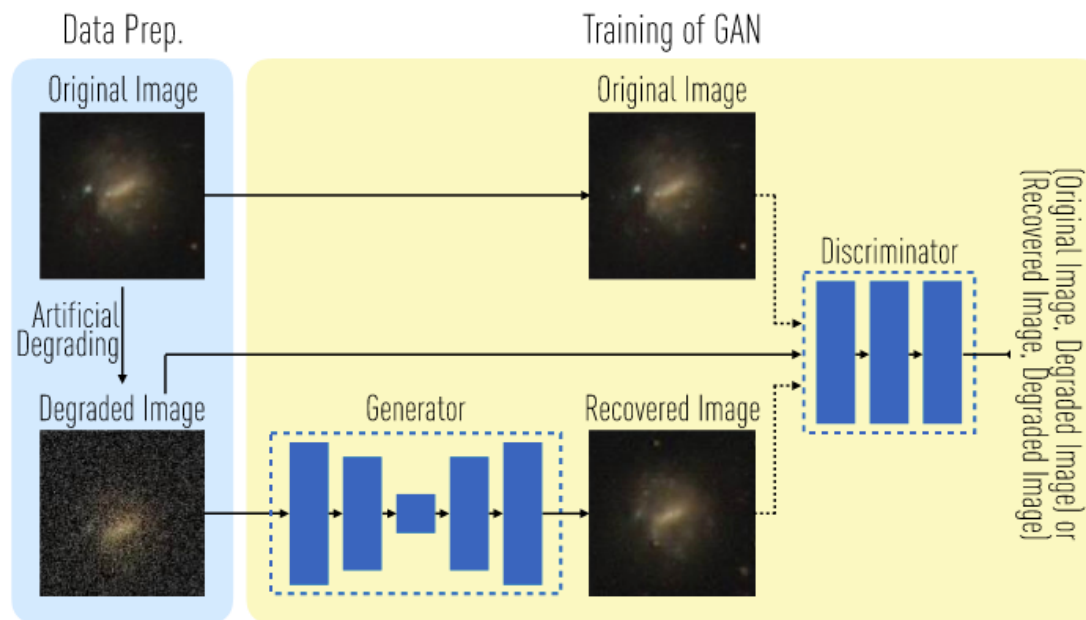 Data Prep.
Training of GAN
Original Image
Original Image
Artificial
Degrading
Discriminator
Degraded Image
Generator
Recovered Image
(Original Image, Degraded Image) or
(Recovered Image, Degraded Image)